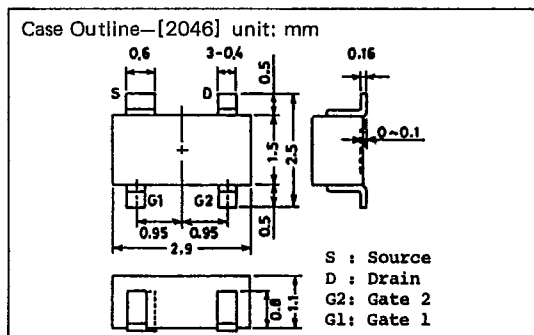 Case Outline—[2046] unit: mm
0.6
3-0.4
0.16
S
D
0.5
1.5
2.5
0~0.1
G1
G2
0.5
0.95
0.95
2.9
S : Source
D : Drain
G2: Gate 2
G1: Gate 1
0.8
1.1